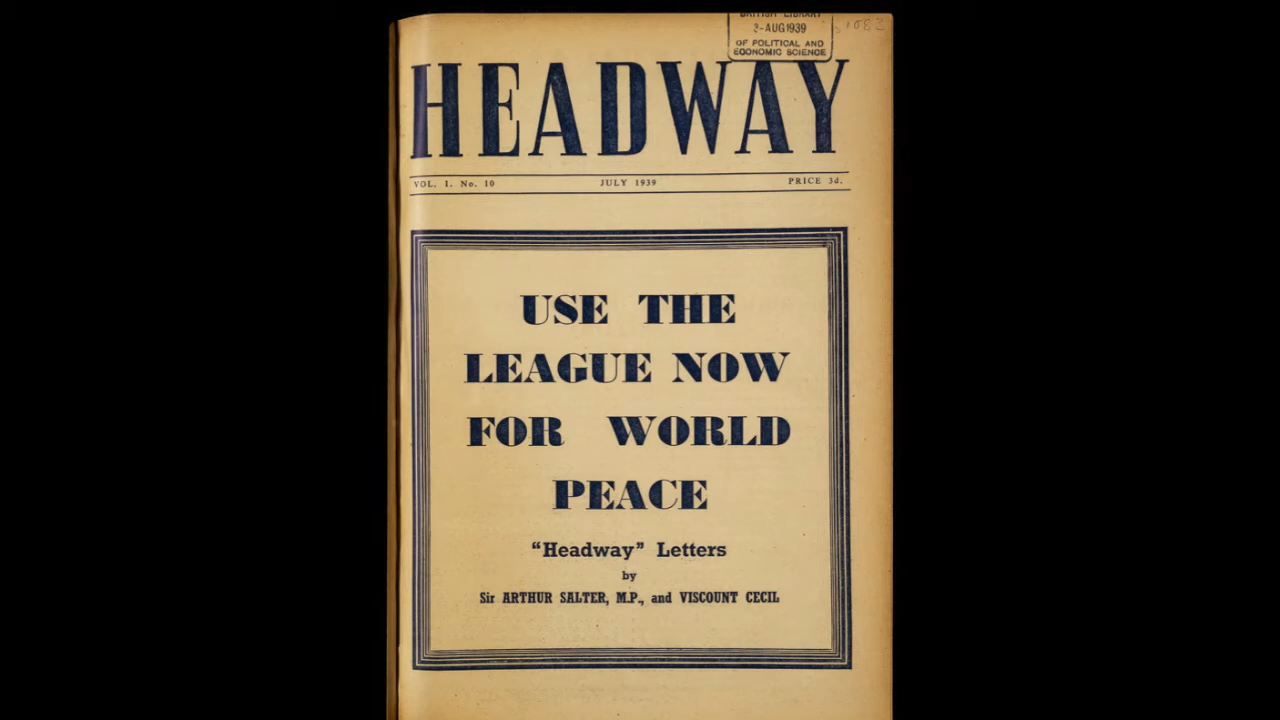 BRITISH LIBRARY
3-AUG1939
OF POLITICAL AND
ECONOMIC SCIENCE
HEADWAY
VOL. 1. No. 10 JULY 1939 PRICE 3d.
USE THE
LEAGUE NOW
FOR WORLD
PEACE
“Headway” Letters
by
Sir ARTHUR SALTER, M.P., and VISCOUNT CECIL